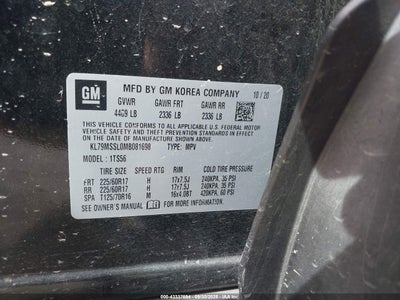 GM
MFD BY GM KOREA COMPANY 10/20
GVWR GAWR FRT GAWR RR
4409 LB 2336 LB 2336 LB
THIS VEHICLE CONFORMS TO ALL APPLICABLE U.S. FEDERAL MOTOR
VEHICLE SAFETY, BUMPER, AND THEFT PREVENTION STANDARDS IN EFFECT
ON THE DATE OF MANUFACTURE SHOWN ABOVE.
KL79MSSL0MB081698 TYPE: MPV
MODEL: 1TS56
TIRE SIZE SPEED RTG RIM COLD TIRE PRESSURE
FRT 225/60R17 H 17x7.5J 240KPA, 35 PSI
RR 225/60R17 H 17x7.5J 240KPA, 35 PSI
SPA T125/70R16 M 16x4.0BT 420KPA, 60 PSI
SEE OWNER'S MANUAL FOR MORE INFORMATION.